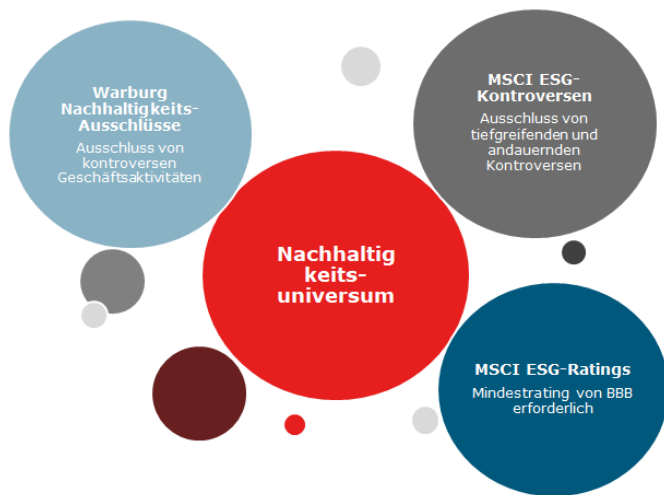 Warburg
Nachhaltigkeits-
Ausschlüsse
Ausschluss von
kontroversen
Geschäftsaktivitäten
MSCI ESG-
Kontroversen
Ausschluss von
tiefgreifenden und
andauernden
Kontroversen
Nachhaltig
keits-
universum
MSCI ESG-Ratings
Mindestrating von BBB
erforderlich